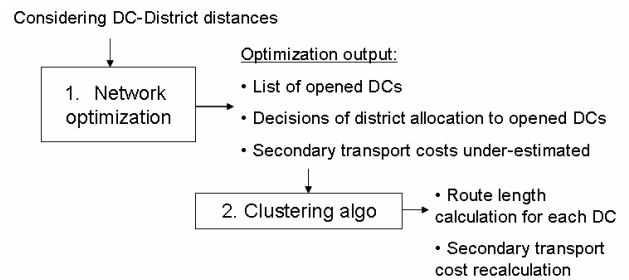 Considering DC-District distances
1. Network
optimization
Optimization output:
• List of opened DCs
• Decisions of district allocation to opened DCs
• Secondary transport costs under-estimated
2. Clustering algo
• Route length
calculation for each DC
• Secondary transport
cost recalculation